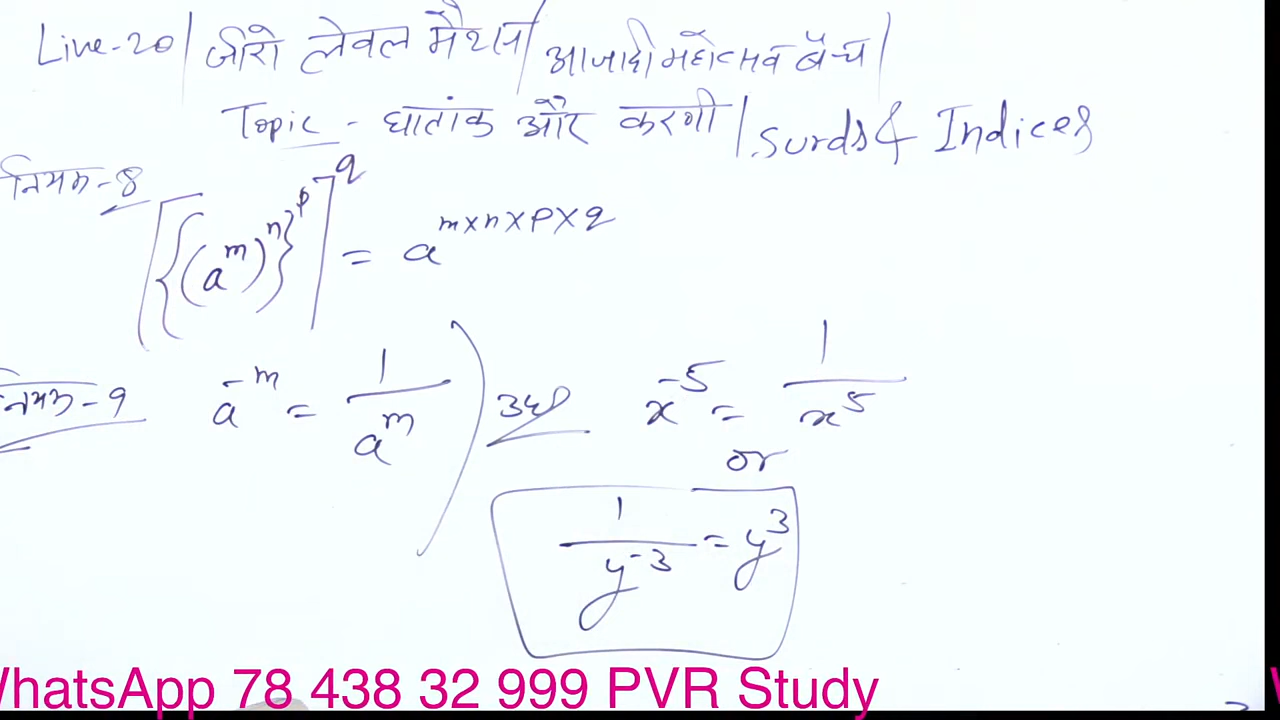 Live-20 | जीरो लेवल मैथ्स | आजादी महोत्सव बैच |
Topic - घातांक और करणी | Surds & Indices
नियम-8
[{(a^m)^n}^p]^q = a^(m×n×p×q)
नियम-9 a^-m = 1/a^m उदा० x^-5 = 1/x^5
or
1/y^-3 = y^3
WhatsApp 78 438 32 999 PVR Study